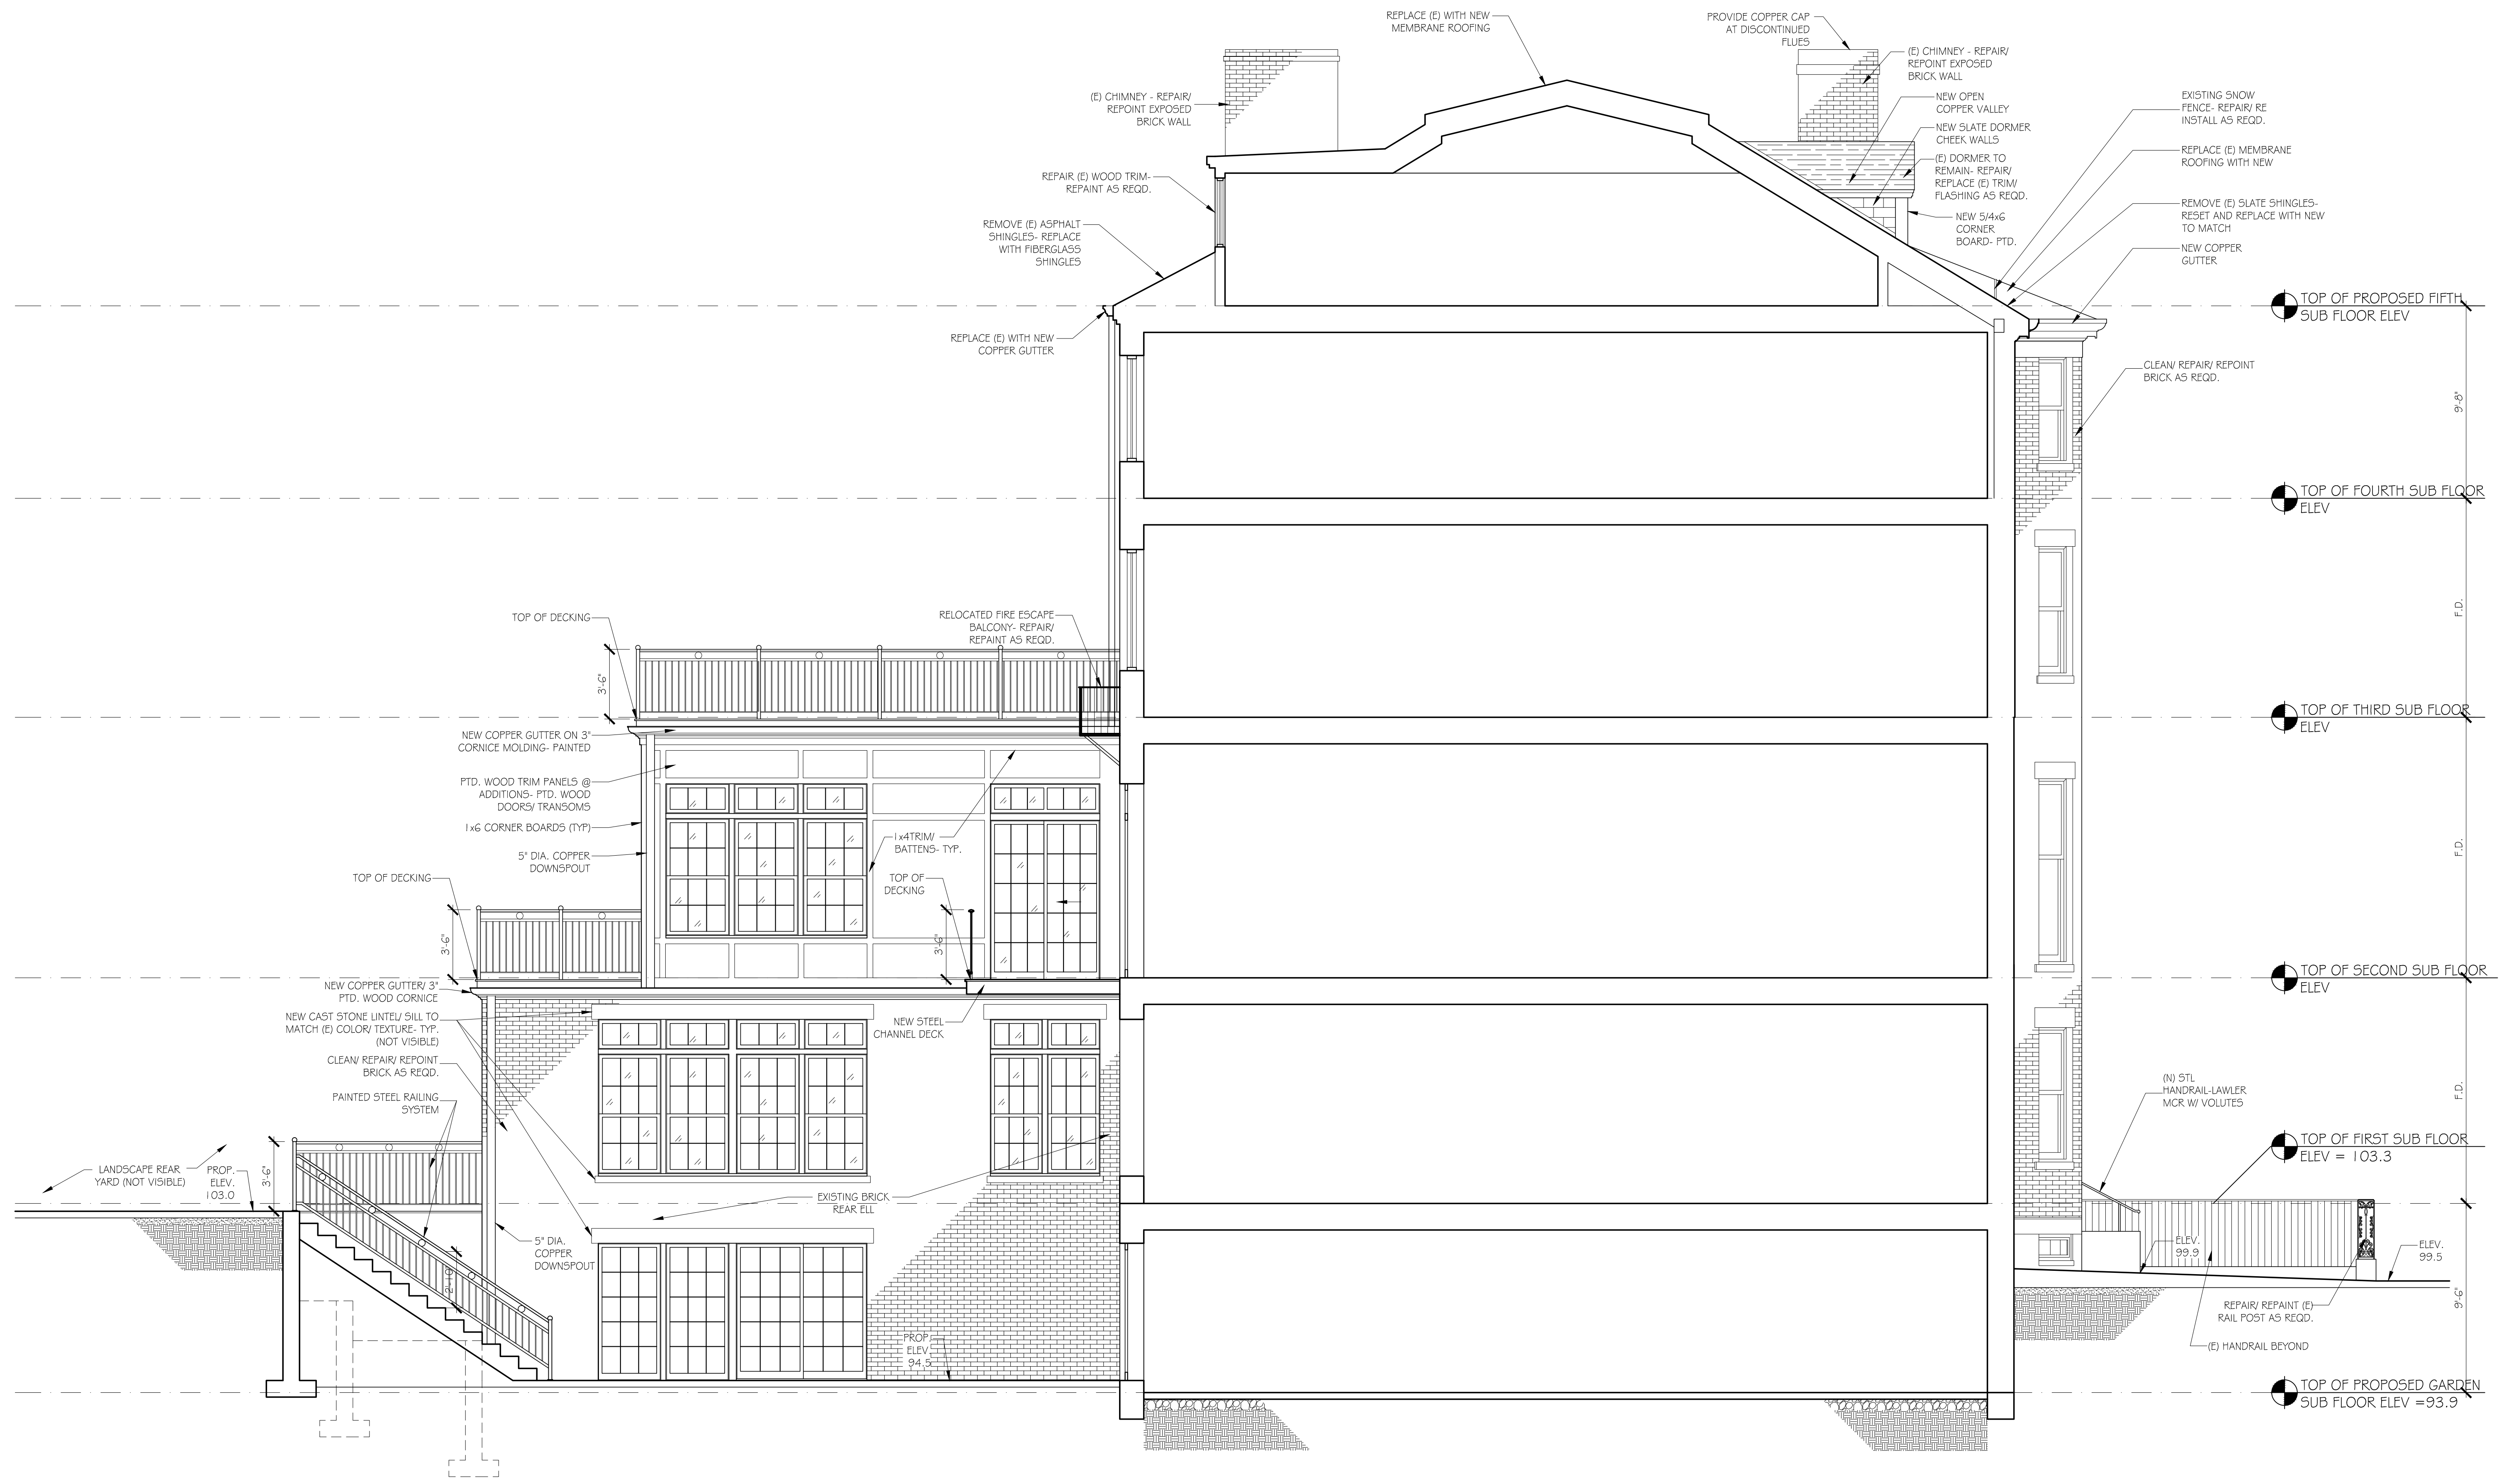 REPLACE (E) WITH NEW
MEMBRANE ROOFING
PROVIDE COPPER CAP
AT DISCONTINUED
FLUES
(E) CHIMNEY - REPAIR/
REPOINT EXPOSED
BRICK WALL
(E) CHIMNEY - REPAIR/
REPOINT EXPOSED
BRICK WALL
NEW OPEN
COPPER VALLEY
NEW SLATE DORMER
CHEEK WALLS
(E) DORMER TO
REMAIN- REPAIR/
REPLACE (E) TRIM/
FLASHING AS REQD.
NEW 5/4x6
CORNER
BOARD- PTD.
EXISTING SNOW
FENCE- REPAIR/ RE
INSTALL AS REQD.
REPLACE (E) MEMBRANE
ROOFING WITH NEW
REMOVE (E) SLATE SHINGLES-
RESET AND REPLACE WITH NEW
TO MATCH
NEW COPPER
GUTTER
REPAIR (E) WOOD TRIM-
REPAINT AS REQD.
REMOVE (E) ASPHALT
SHINGLES- REPLACE
WITH FIBERGLASS
SHINGLES
REPLACE (E) WITH NEW
COPPER GUTTER
TOP OF PROPOSED FIFTH
SUB FLOOR ELEV
CLEAN/ REPAIR/ REPOINT
BRICK AS REQD.
9'-8"
TOP OF FOURTH SUB FLOOR
ELEV
F.D.
TOP OF DECKING
RELOCATED FIRE ESCAPE
BALCONY- REPAIR/
REPAINT AS REQD.
3'-6"
TOP OF THIRD SUB FLOOR
ELEV
NEW COPPER GUTTER ON 3"
CORNICE MOLDING- PAINTED
PTD. WOOD TRIM PANELS @
ADDITIONS- PTD. WOOD
DOORS/ TRANSOMS
1x6 CORNER BOARDS (TYP)
5" DIA. COPPER
DOWNSPOUT
1x4TRIM/
BATTENS- TYP.
F.D.
TOP OF DECKING
TOP OF
DECKING
3'-6"
3'-6"
TOP OF SECOND SUB FLOOR
ELEV
NEW COPPER GUTTER/ 3"
PTD. WOOD CORNICE
NEW CAST STONE LINTEL/ SILL TO
MATCH (E) COLOR/ TEXTURE- TYP.
(NOT VISIBLE)
NEW STEEL
CHANNEL DECK
CLEAN/ REPAIR/ REPOINT
BRICK AS REQD.
PAINTED STEEL RAILING
SYSTEM
(N) STL
HANDRAIL-LAWLER
MCR W/ VOLUTES
F.D.
TOP OF FIRST SUB FLOOR
ELEV = 103.3
LANDSCAPE REAR
YARD (NOT VISIBLE)
PROP.
ELEV.
103.0
3'-6"
EXISTING BRICK
REAR ELL
5" DIA.
COPPER
DOWNSPOUT
2'-10"
ELEV.
99.9
ELEV.
99.5
REPAIR/ REPAINT (E)
RAIL POST AS REQD.
(E) HANDRAIL BEYOND
9'-6"
PROP.
ELEV.
94.5
TOP OF PROPOSED GARDEN
SUB FLOOR ELEV =93.9